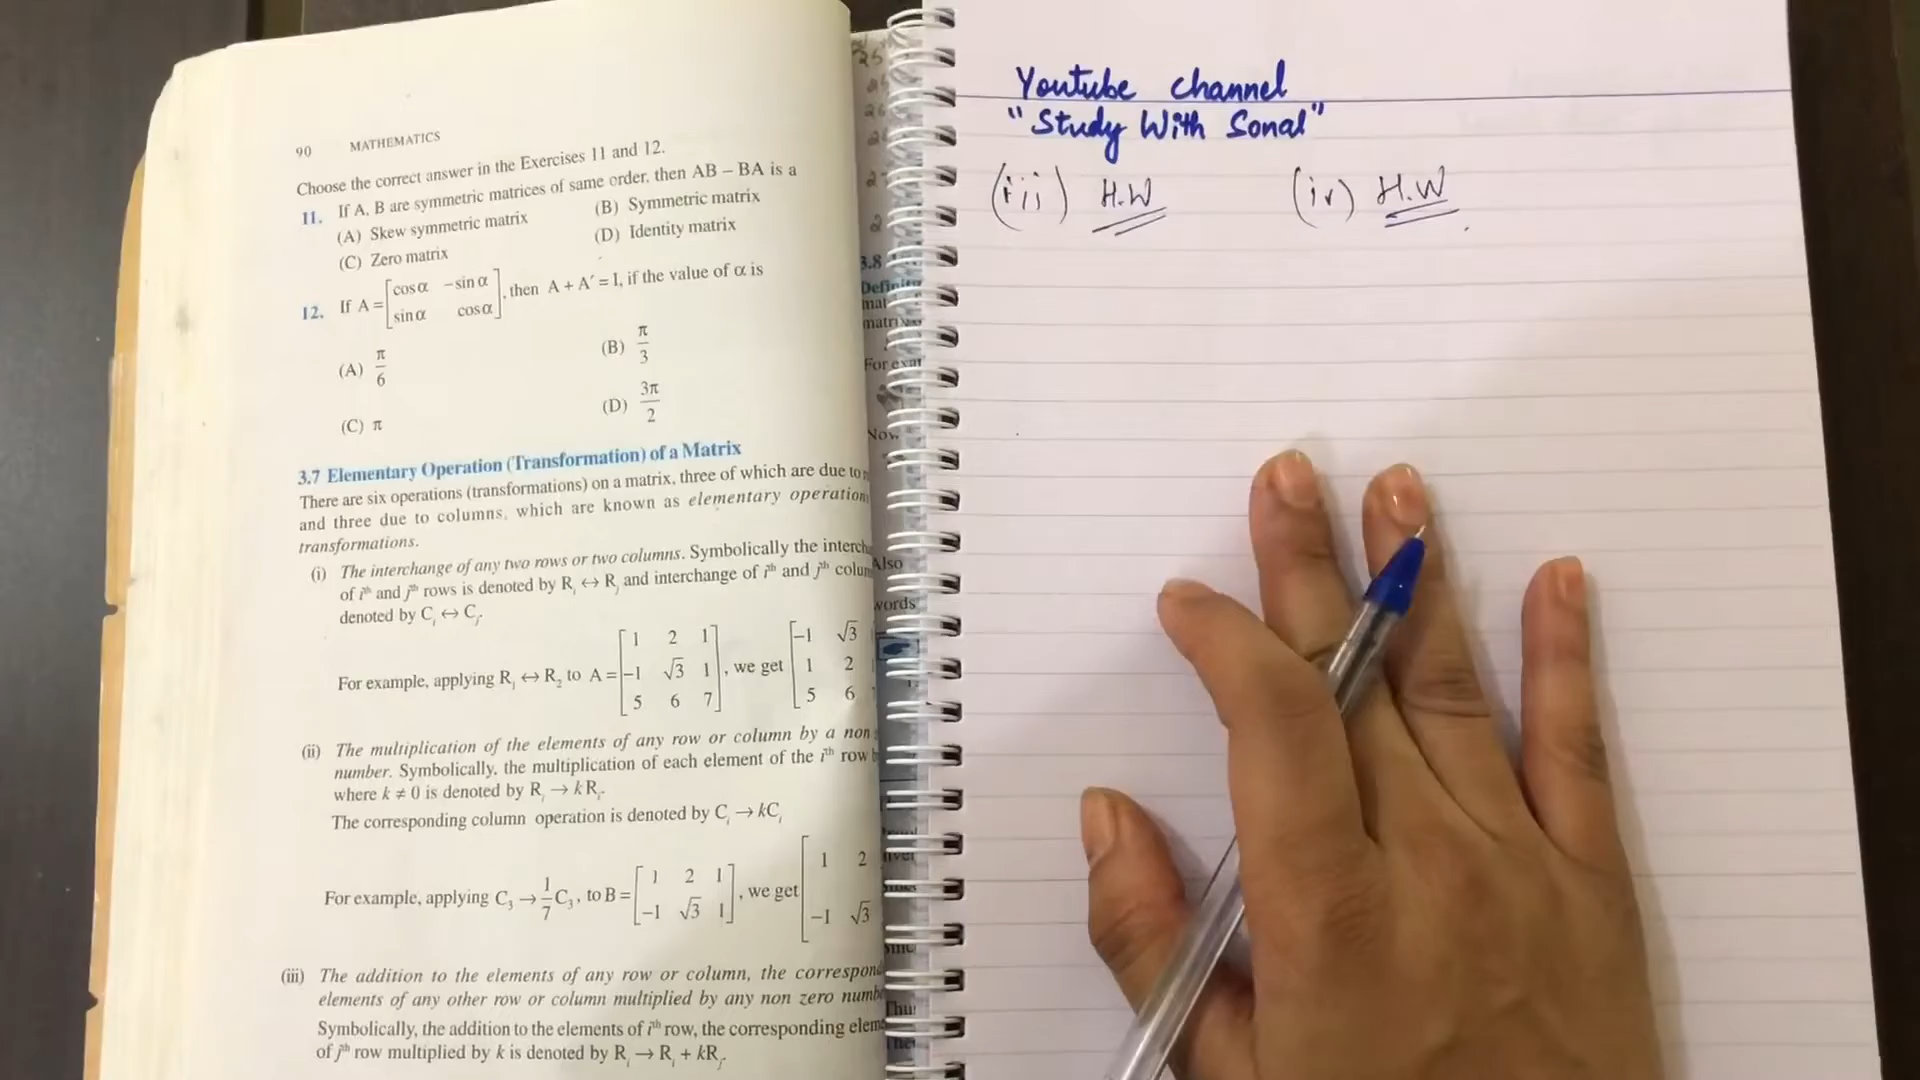 90 MATHEMATICS
Choose the correct answer in the Exercises 11 and 12.
11. If A, B are symmetric matrices of same order, then AB – BA is a
(A) Skew symmetric matrix (B) Symmetric matrix
(C) Zero matrix (D) Identity matrix
12. If A = [cos α –sin α
sin α cos α], then A + A′ = I, if the value of α is
(A) π/6 (B) π/3
(C) π (D) 3π/2
3.7 Elementary Operation (Transformation) of a Matrix
There are six operations (transformations) on a matrix, three of which are due to
and three due to columns, which are known as elementary operation
transformations.
(i) The interchange of any two rows or two columns. Symbolically the interch
of iᵗʰ and jᵗʰ rows is denoted by Rᵢ ↔ Rⱼ and interchange of iᵗʰ and jᵗʰ colum
denoted by Cᵢ ↔ Cⱼ.
For example, applying R₁ ↔ R₂ to A = [1 2 1
–1 √3 1
5 6 7], we get [–1 √3
1 2
5 6
(ii) The multiplication of the elements of any row or column by a non
number. Symbolically, the multiplication of each element of the iᵗʰ row
where k ≠ 0 is denoted by Rᵢ → kRᵢ.
The corresponding column operation is denoted by Cᵢ → kCᵢ
For example, applying C₃ → 1/7 C₃, to B = [1 2 1
–1 √3 1], we get [1 2
–1 √3
(iii) The addition to the elements of any row or column, the correspond
elements of any other row or column multiplied by any non zero numb
Symbolically, the addition to the elements of iᵗʰ row, the corresponding elem
of jᵗʰ row multiplied by k is denoted by Rᵢ → Rᵢ + kRⱼ.
3.8
mat
For exa
Now
Also
words
Youtube channel
"Study With Sonal"
(iii) H.W (iv) H.W